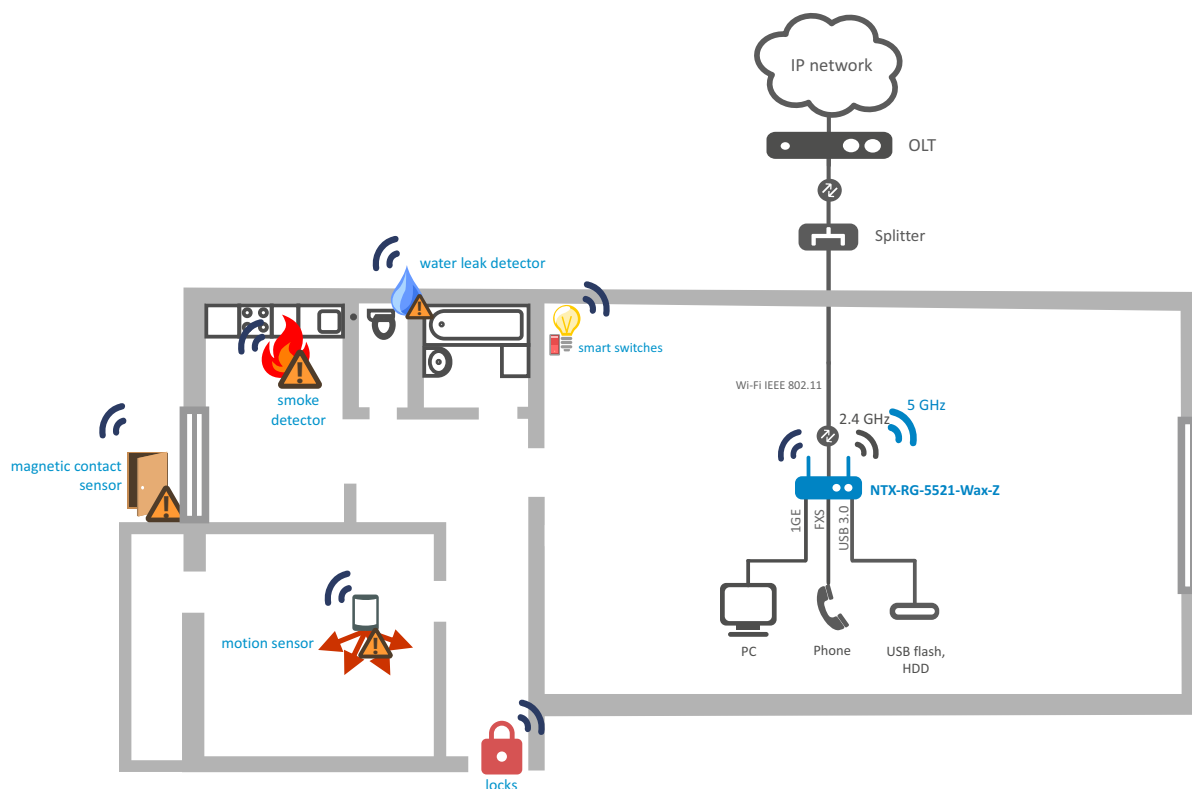 IP network
OLT
Splitter
water leak detector
smart switches
smoke
detector
magnetic contact
sensor
Wi-Fi IEEE 802.11
5 GHz
2.4 GHz
NTX-RG-5521-Wax-Z
1GE
FXS
USB 3.0
motion sensor
PC
Phone
USB flash,
HDD
locks